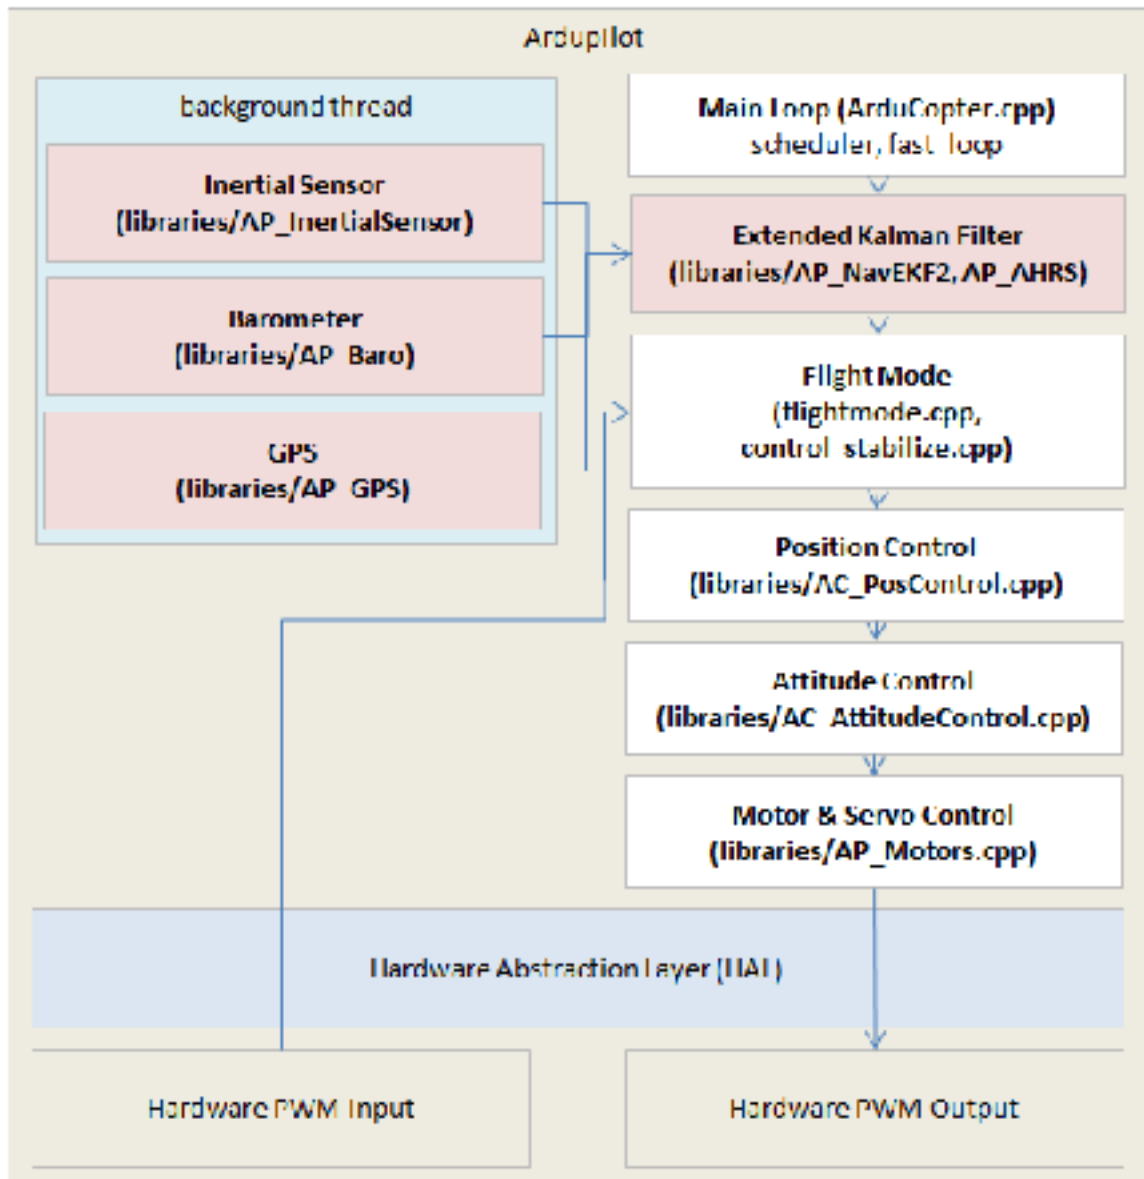 Ardupilot
background thread
Inertial Sensor
(libraries/AP_InertialSensor)
Barometer
(libraries/AP_Baro)
GPS
(libraries/AP_GPS)
Main Loop (ArduCopter.cpp)
scheduler, fast_loop
Extended Kalman Filter
(libraries/AP_NavEKF2, AP_AHRS)
Flight Mode
(flightmode.cpp,
control_stabilize.cpp)
Position Control
(libraries/AC_PosControl.cpp)
Attitude Control
(libraries/AC_AttitudeControl.cpp)
Motor & Servo Control
(libraries/AP_Motors.cpp)
Hardware Abstraction Layer (HAL)
Hardware PWM Input
Hardware PWM Output